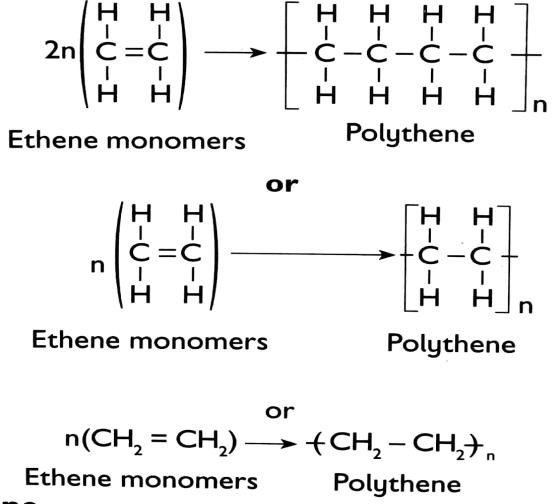 H H H H H H
2n ( C = C ) → [ C – C – C – C ] n
H H H H H H
Ethene monomers Polythene
or
H H H H
n ( C = C ) → [ C – C ] n
H H H H
Ethene monomers Polythene
or
n(CH₂ = CH₂) → (CH₂ – CH₂)ₙ
Ethene monomers Polythene